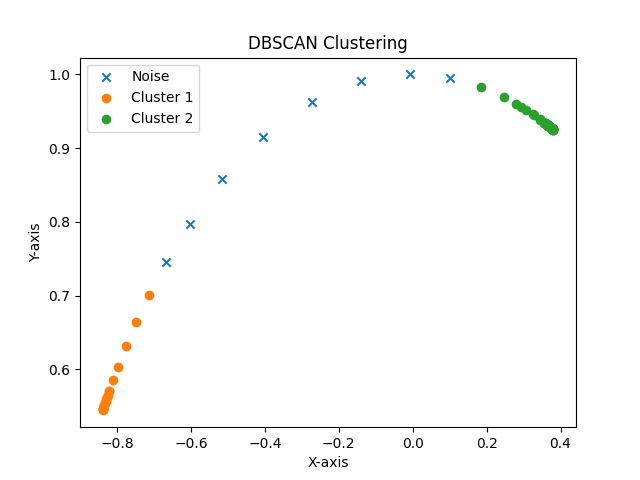 DBSCAN Clustering
Noise
Cluster 1
Cluster 2
1.0
0.9
0.8
0.7
0.6
Y-axis
−0.8 −0.6 −0.4 −0.2 0.0 0.2 0.4
X-axis